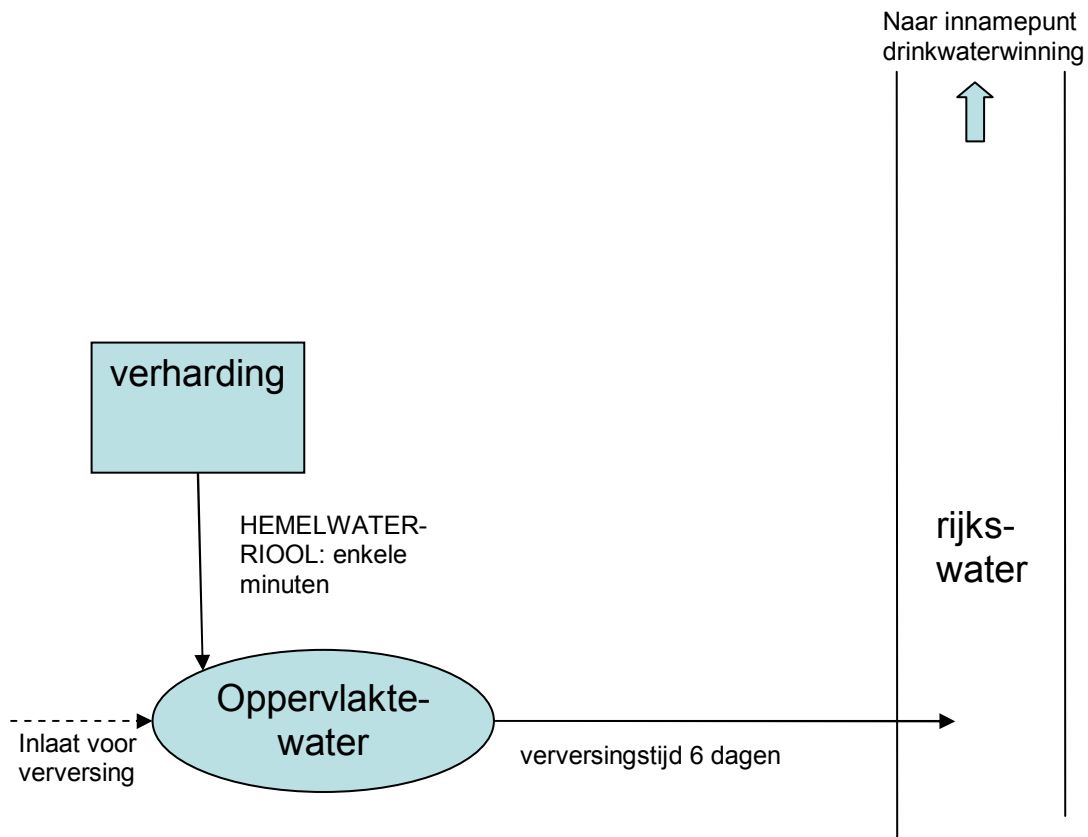 Naar innamepunt
drinkwaterwinning
verharding
HEMELWATER-
RIOOL: enkele
minuten
rijks-
water
Oppervlakte-
water
Inlaat voor
verversing
verversingstijd 6 dagen